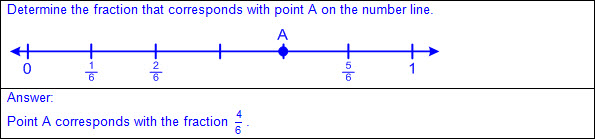 Determine the fraction that corresponds with point A on the number line.
A
0 1/6 2/6 5/6 1
Answer:
Point A corresponds with the fraction 4/6.